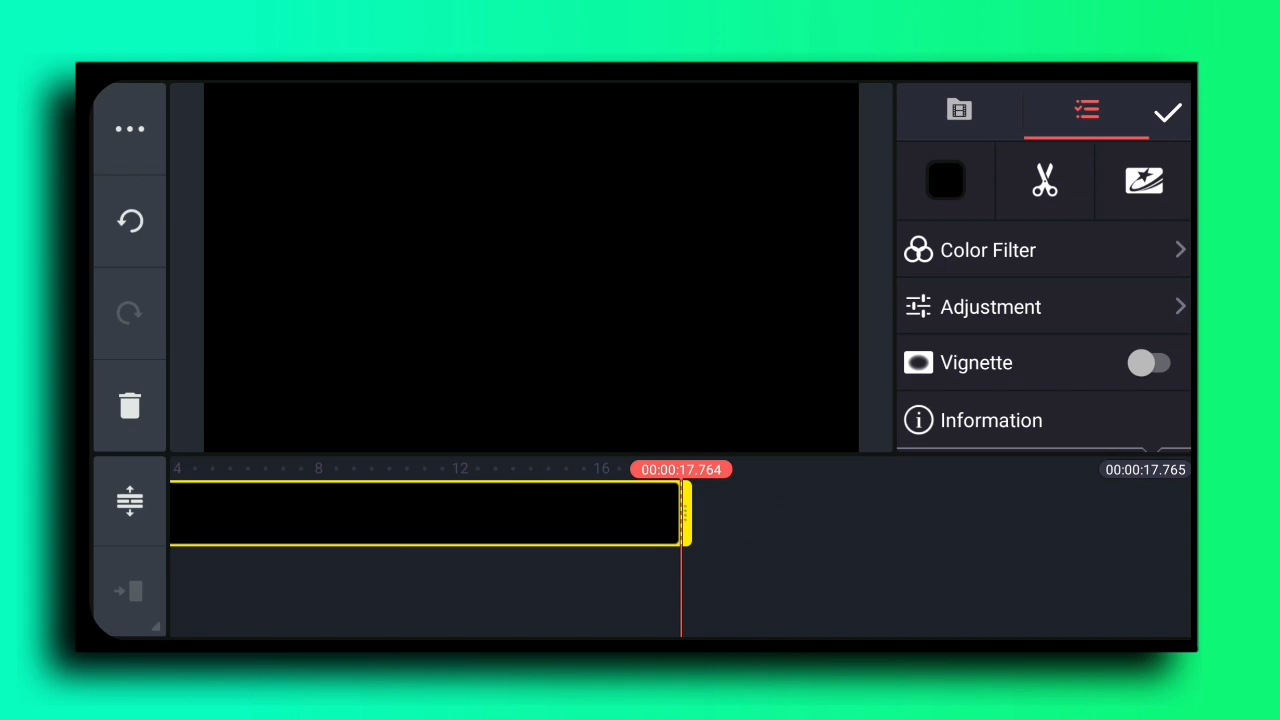 Color Filter
Adjustment
Vignette
Information
4 8 12 16 00:00:17.764 00:00:17.765